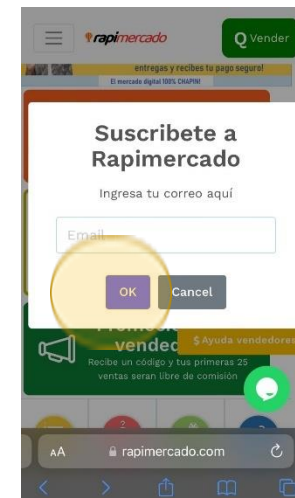 rapimercado
Q Vender
entregas y recibes tu pago seguro!
El mercado digital 100% CHAPIN!
Suscribete a
Rapimercado
Ingresa tu correo aquí
Email
OK
Cancel
vended
$ Ayuda vendedores
Recibe un código y tus primeras 25
ventas seran libre de comisión
2
AA
rapimercado.com